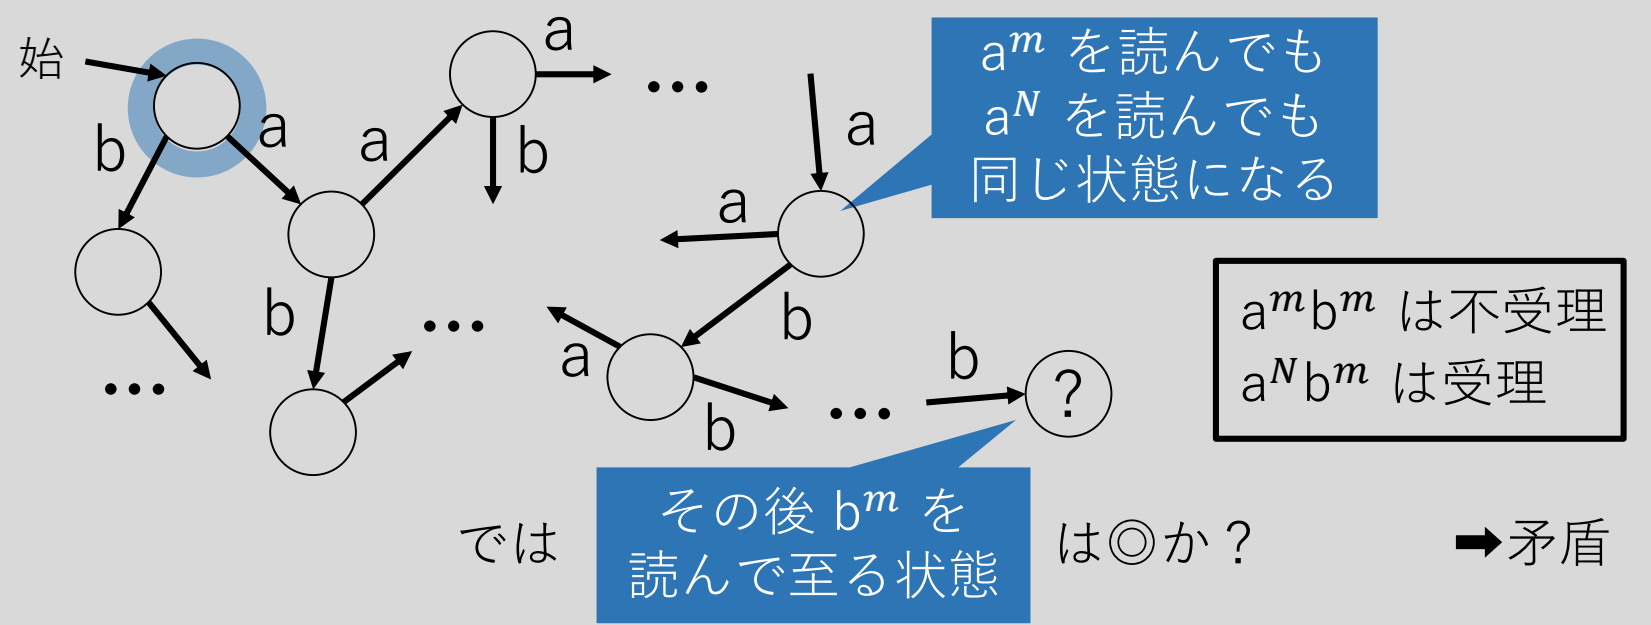 始
a
b
a
a
a
b
a
b
a
b
a
b
b
?
aᵐ を読んでも
aᴺ を読んでも
同じ状態になる
aᵐbᵐ は不受理
aᴺbᵐ は受理
では
その後 bᵐ を
読んで至る状態
は◎か？
➡矛盾